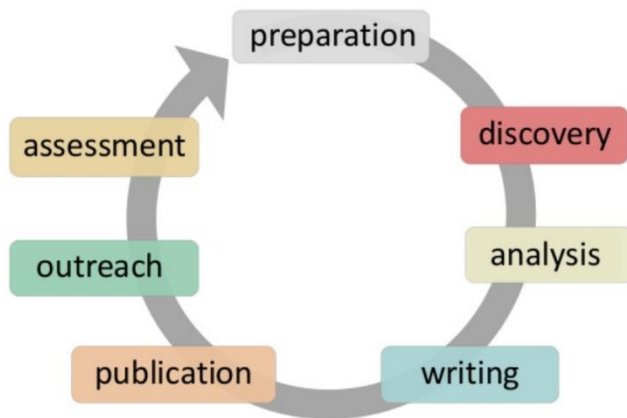 preparation
discovery
analysis
writing
publication
outreach
assessment